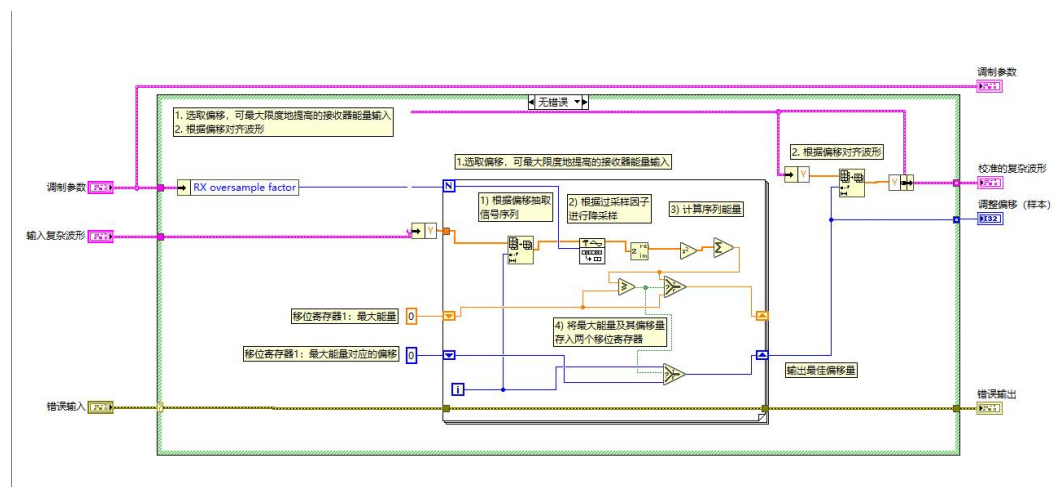 调制参数
无错误
1. 选取偏移，可最大限度地提高的接收器能量输入
2. 根据偏移对齐波形
2. 根据偏移对齐波形
1.选取偏移，可最大限度地提高的接收器能量输入
Y
Y
校准的复杂波形
调制参数
RX oversample factor
N
1) 根据偏移抽取
信号序列
2) 根据过采样因子
进行降采样
3) 计算序列能量
调整偏移（样本）
I32
输入复杂波形
Y
re
im
z
x²
Σ
≥
?
移位寄存器1：最大能量
0
4) 将最大能量及其偏移量
存入两个移位寄存器
移位寄存器1：最大能量对应的偏移
0
输出最佳偏移量
?
i
错误输入
错误输出